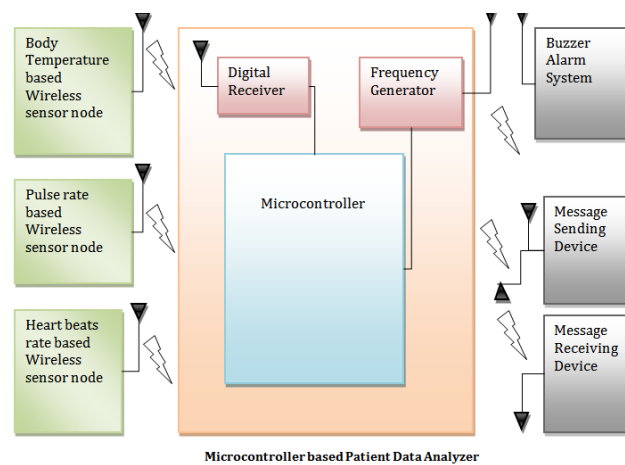 Body
Temperature
based
Wireless
sensor node
Pulse rate
based
Wireless
sensor node
Heart beats
rate based
Wireless
sensor node
Digital
Receiver
Frequency
Generator
Microcontroller
Buzzer
Alarm
System
Message
Sending
Device
Message
Receiving
Device
Microcontroller based Patient Data Analyzer